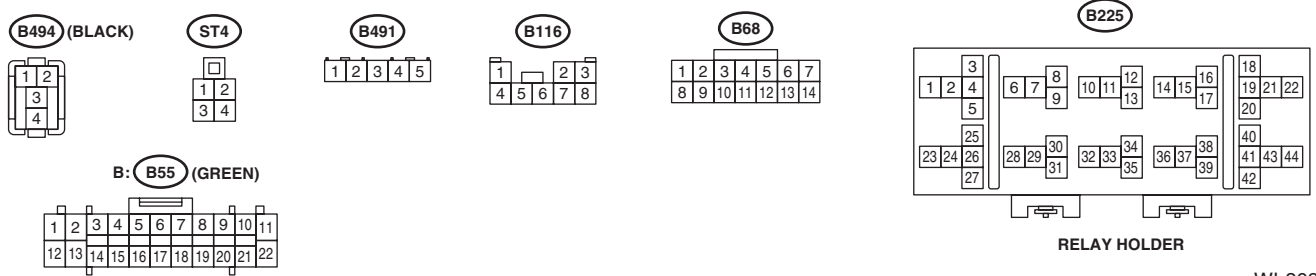 B494 (BLACK)
ST4
B491
B116
B68
B225
1 2
3
4
1 2
3 4
1 2 3 4 5
1 2 3
4 5 6 7 8
1 2 3 4 5 6 7
8 9 10 11 12 13 14
3 8 12 16 18
1 2 4 6 7 10 11 14 15 19 21 22
5 9 13 17 20
25 30 34 38 40
23 24 26 28 29 32 33 36 37 41 43 44
27 31 35 39 42
RELAY HOLDER
B: B55 (GREEN)
1 2 3 4 5 6 7 8 9 10 11
12 13 14 15 16 17 18 19 20 21 22